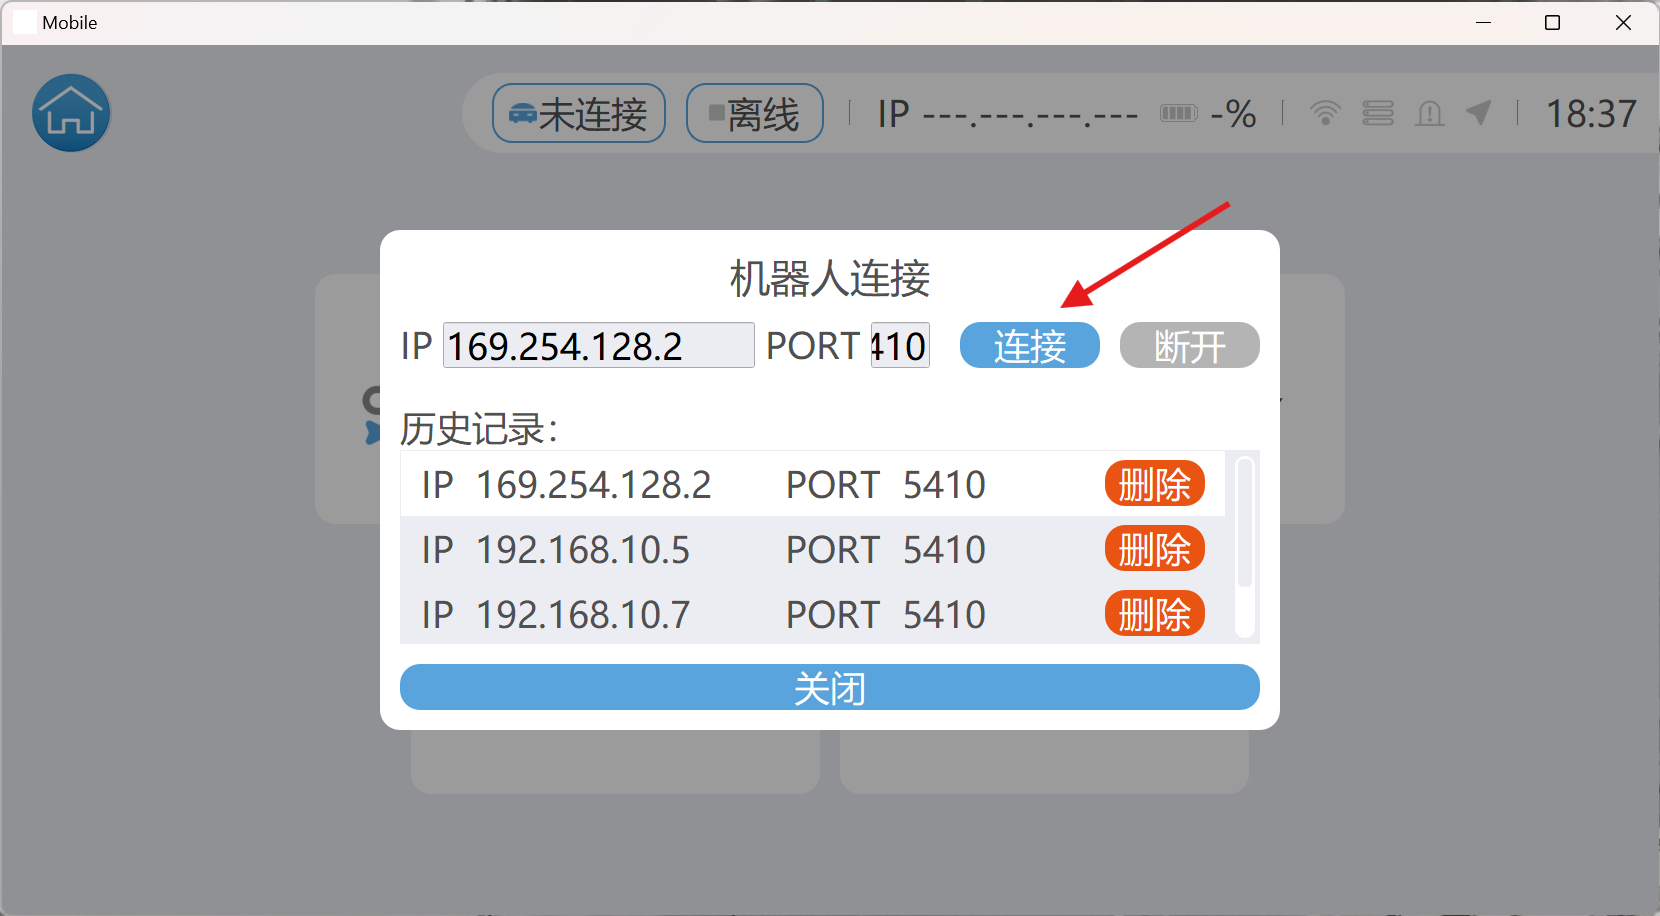 Mobile
未连接 离线 IP ---.---.---.--- -% 18:37
机器人连接
IP 169.254.128.2 PORT 410 连接 断开
历史记录：
IP 169.254.128.2 PORT 5410 删除
IP 192.168.10.5 PORT 5410 删除
IP 192.168.10.7 PORT 5410 删除
关闭